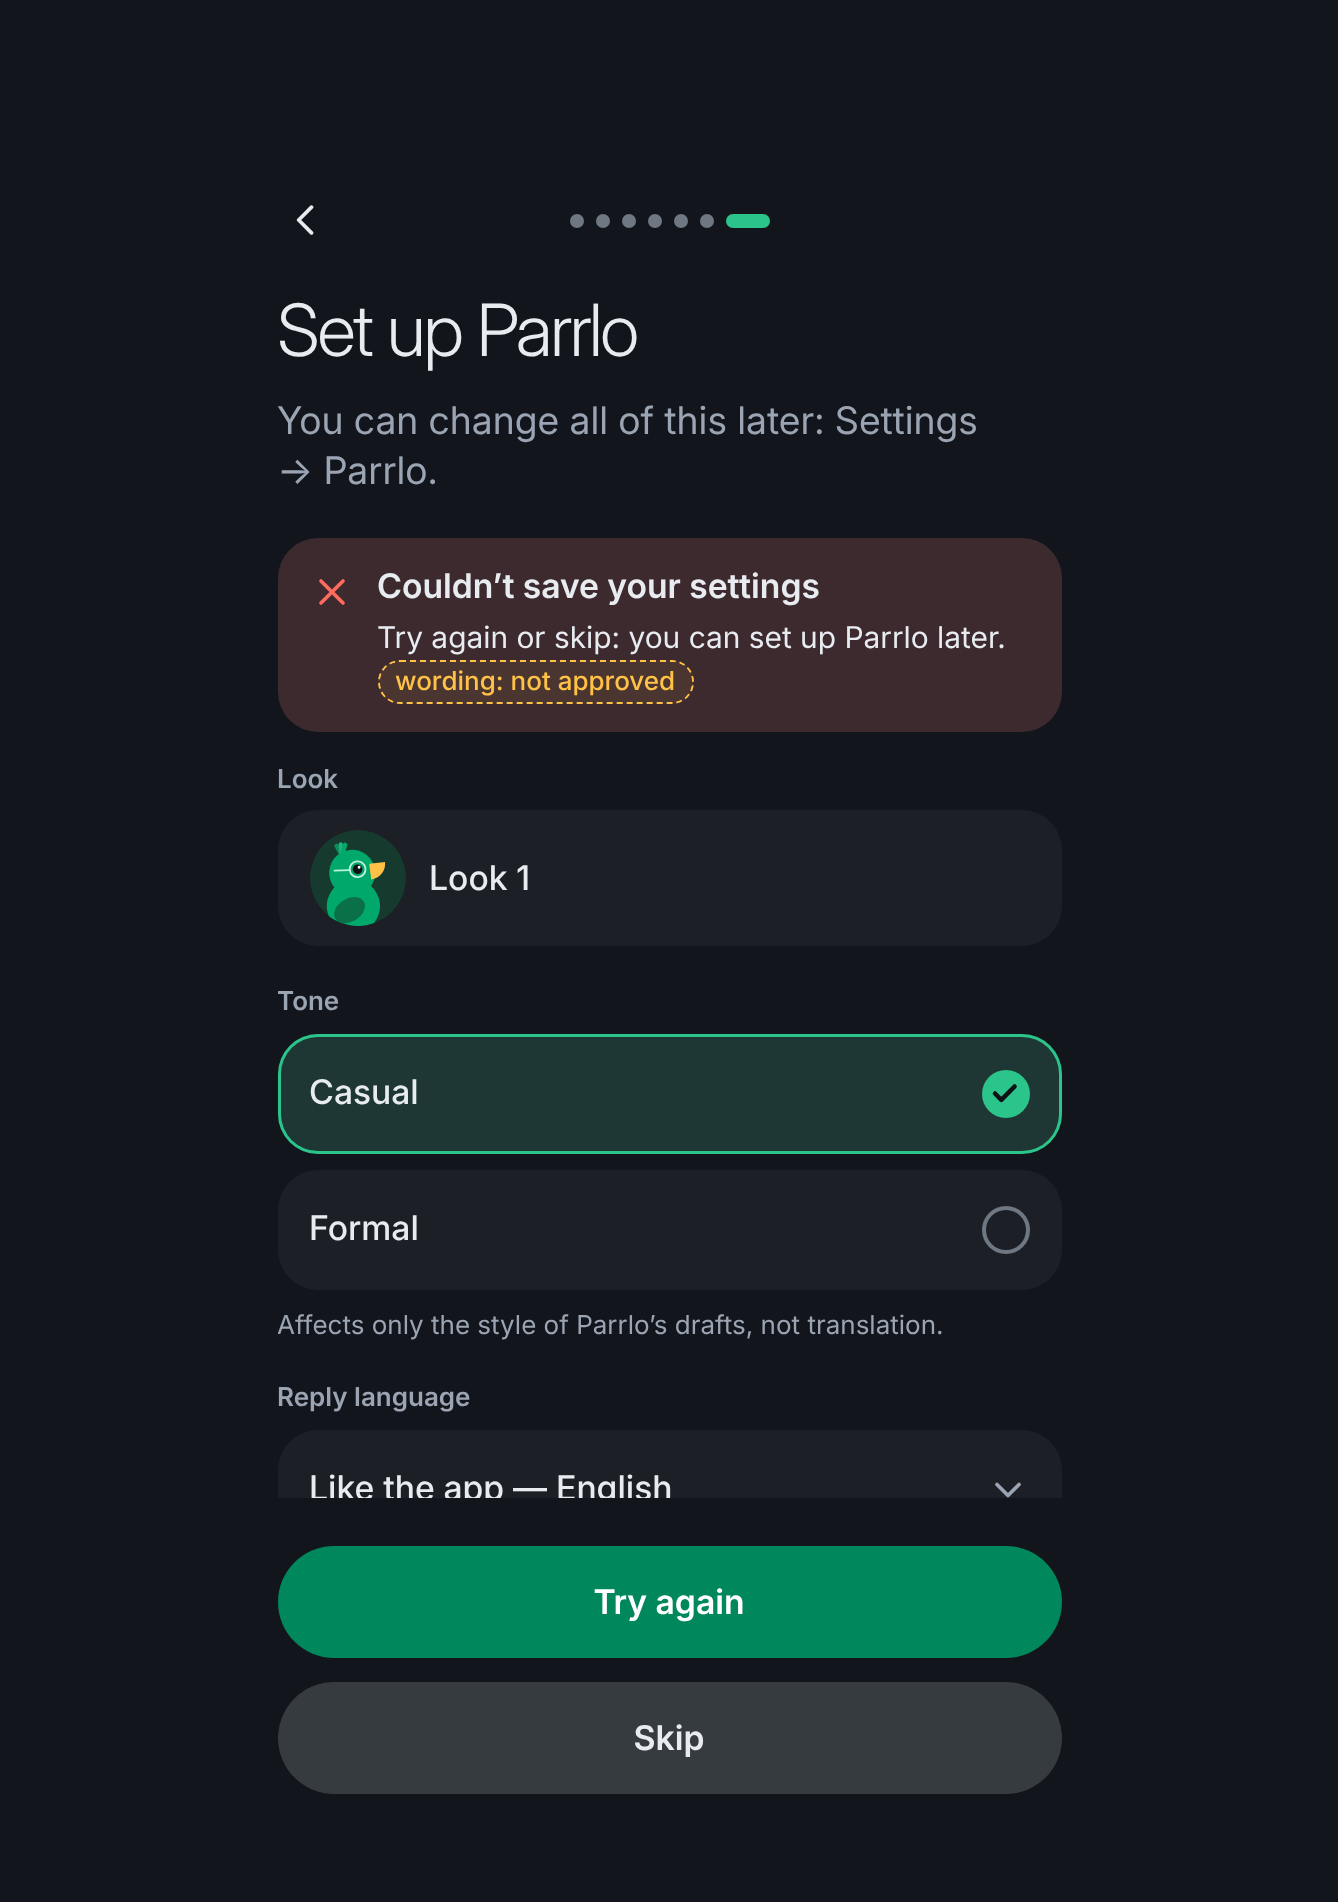 Set up Parrlo
You can change all of this later: Settings
→ Parrlo.
Couldn’t save your settings
Try again or skip: you can set up Parrlo later.
wording: not approved
Look
Look 1
Tone
Casual
Formal
Affects only the style of Parrlo’s drafts, not translation.
Reply language
Like the app — English
Try again
Skip